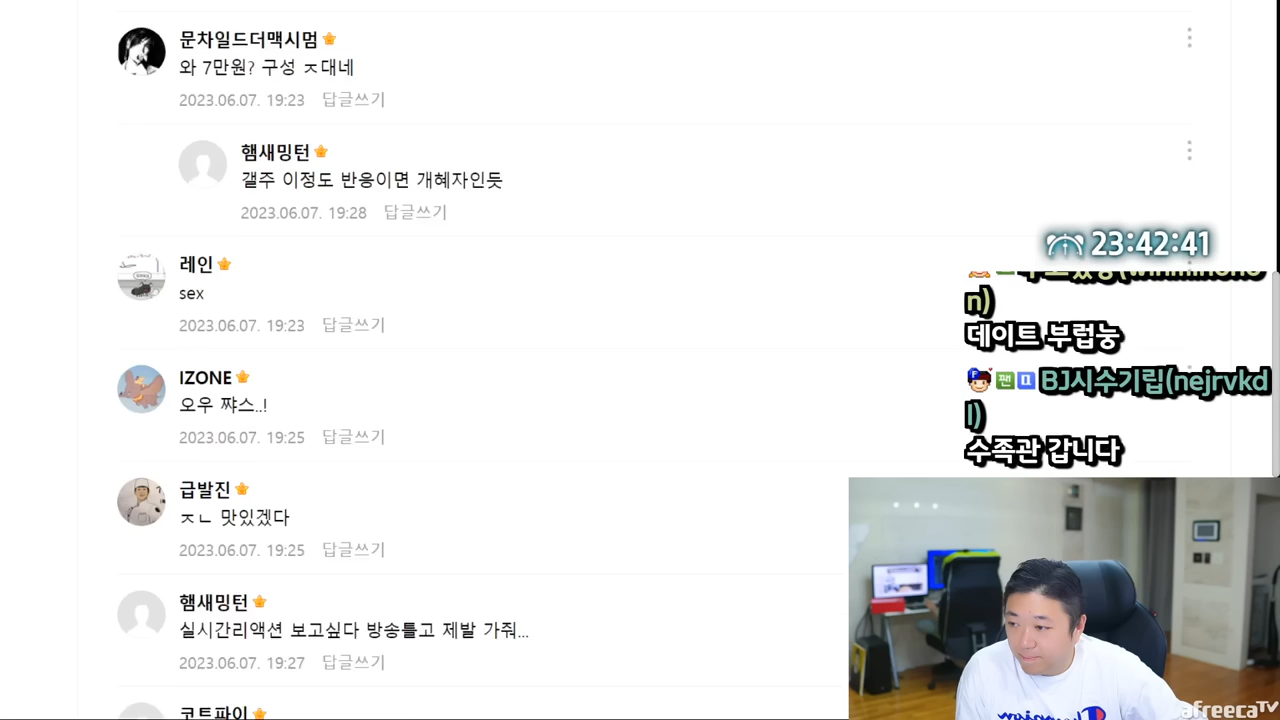 문차일드더맥시멈
와 7만원? 구성 ㅈ대네
2023.06.07. 19:23 답글쓰기
햄새밍턴
갤주 이정도 반응이면 개혜자인듯
2023.06.07. 19:28 답글쓰기
23:42:41
레인
n)
sex
데이트 부럽눙
2023.06.07. 19:23 답글쓰기
IZONE
팬
BJ시수기립(nejrvkd
l)
오우 쨔스..!
2023.06.07. 19:25 답글쓰기
수족관 갑니다
급발진
ㅈㄴ 맛있겠다
2023.06.07. 19:25 답글쓰기
햄새밍턴
실시간리액션 보고싶다 방송틀고 제발 가줘...
2023.06.07. 19:27 답글쓰기
코트파이
afreecaTV